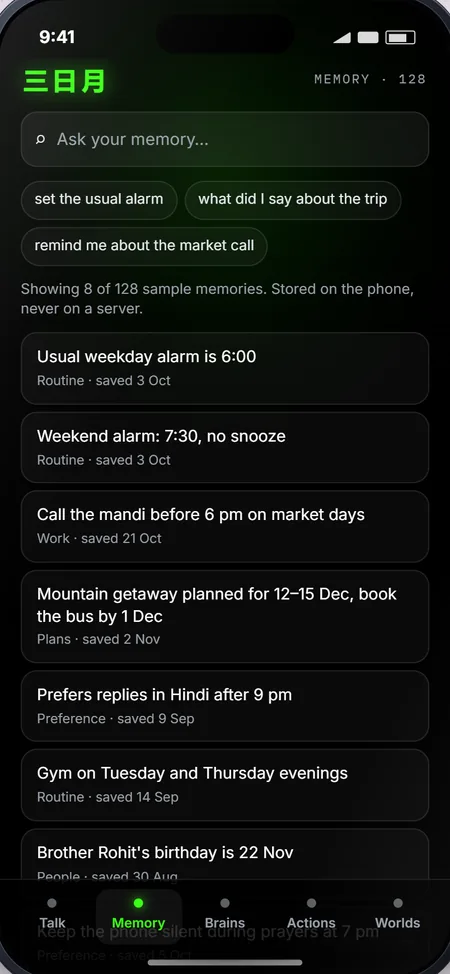 9:41
三日月
MEMORY · 128
Ask your memory...
set the usual alarm
what did I say about the trip
remind me about the market call
Showing 8 of 128 sample memories. Stored on the phone,
never on a server.
Usual weekday alarm is 6:00
Routine · saved 3 Oct
Weekend alarm: 7:30, no snooze
Routine · saved 3 Oct
Call the mandi before 6 pm on market days
Work · saved 21 Oct
Mountain getaway planned for 12–15 Dec, book
the bus by 1 Dec
Plans · saved 2 Nov
Prefers replies in Hindi after 9 pm
Preference · saved 9 Sep
Gym on Tuesday and Thursday evenings
Routine · saved 14 Sep
Brother Rohit's birthday is 22 Nov
People · saved 30 Aug
Talk
Memory
Brains
Actions
Worlds
Keep the phone silent during prayers at 7 pm
Preference · saved 5 Oct